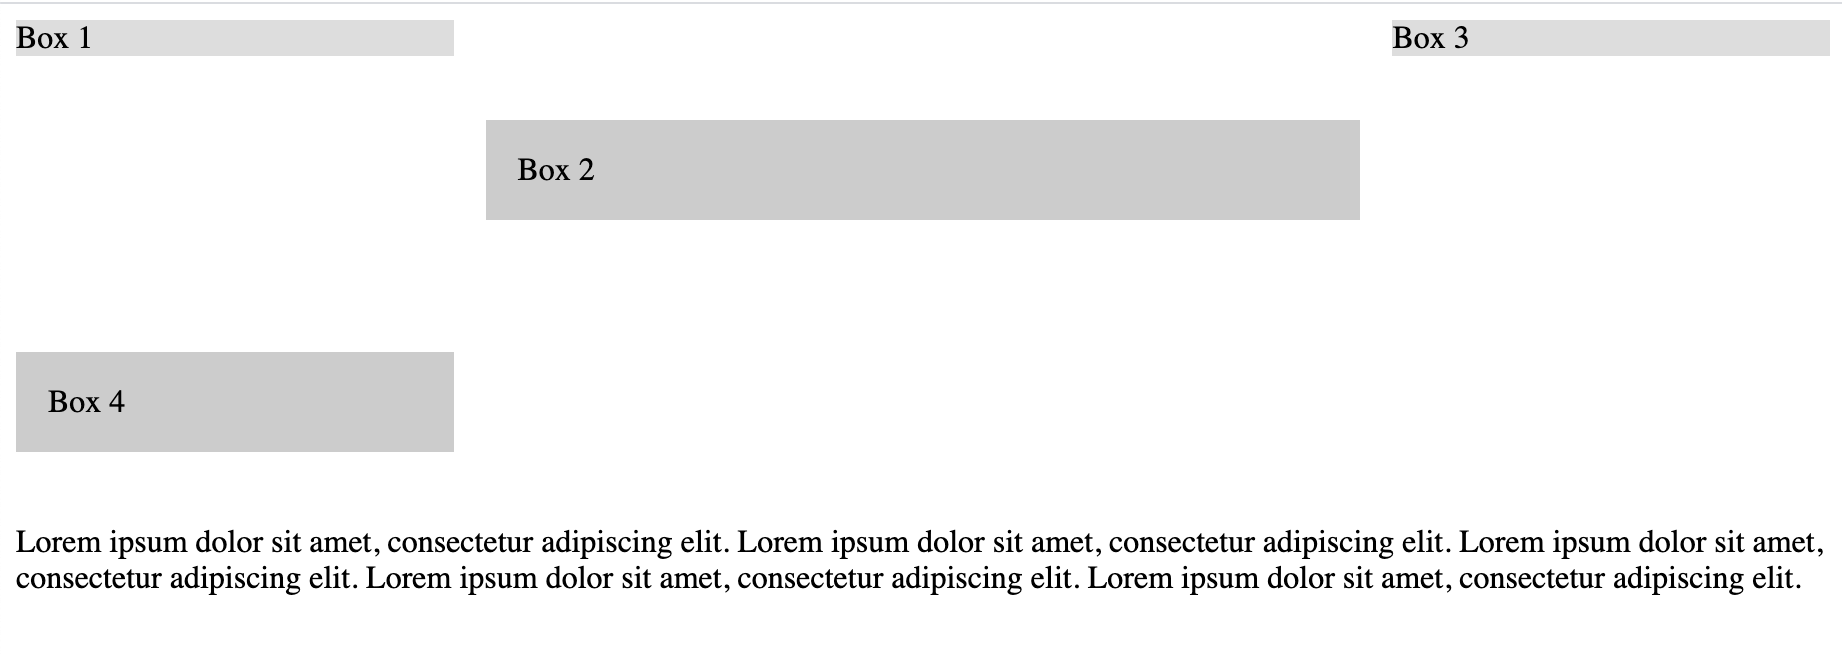 Box 1
Box 3
Box 2
Box 4
Lorem ipsum dolor sit amet, consectetur adipiscing elit. Lorem ipsum dolor sit amet, consectetur adipiscing elit. Lorem ipsum dolor sit amet,
consectetur adipiscing elit. Lorem ipsum dolor sit amet, consectetur adipiscing elit. Lorem ipsum dolor sit amet, consectetur adipiscing elit.